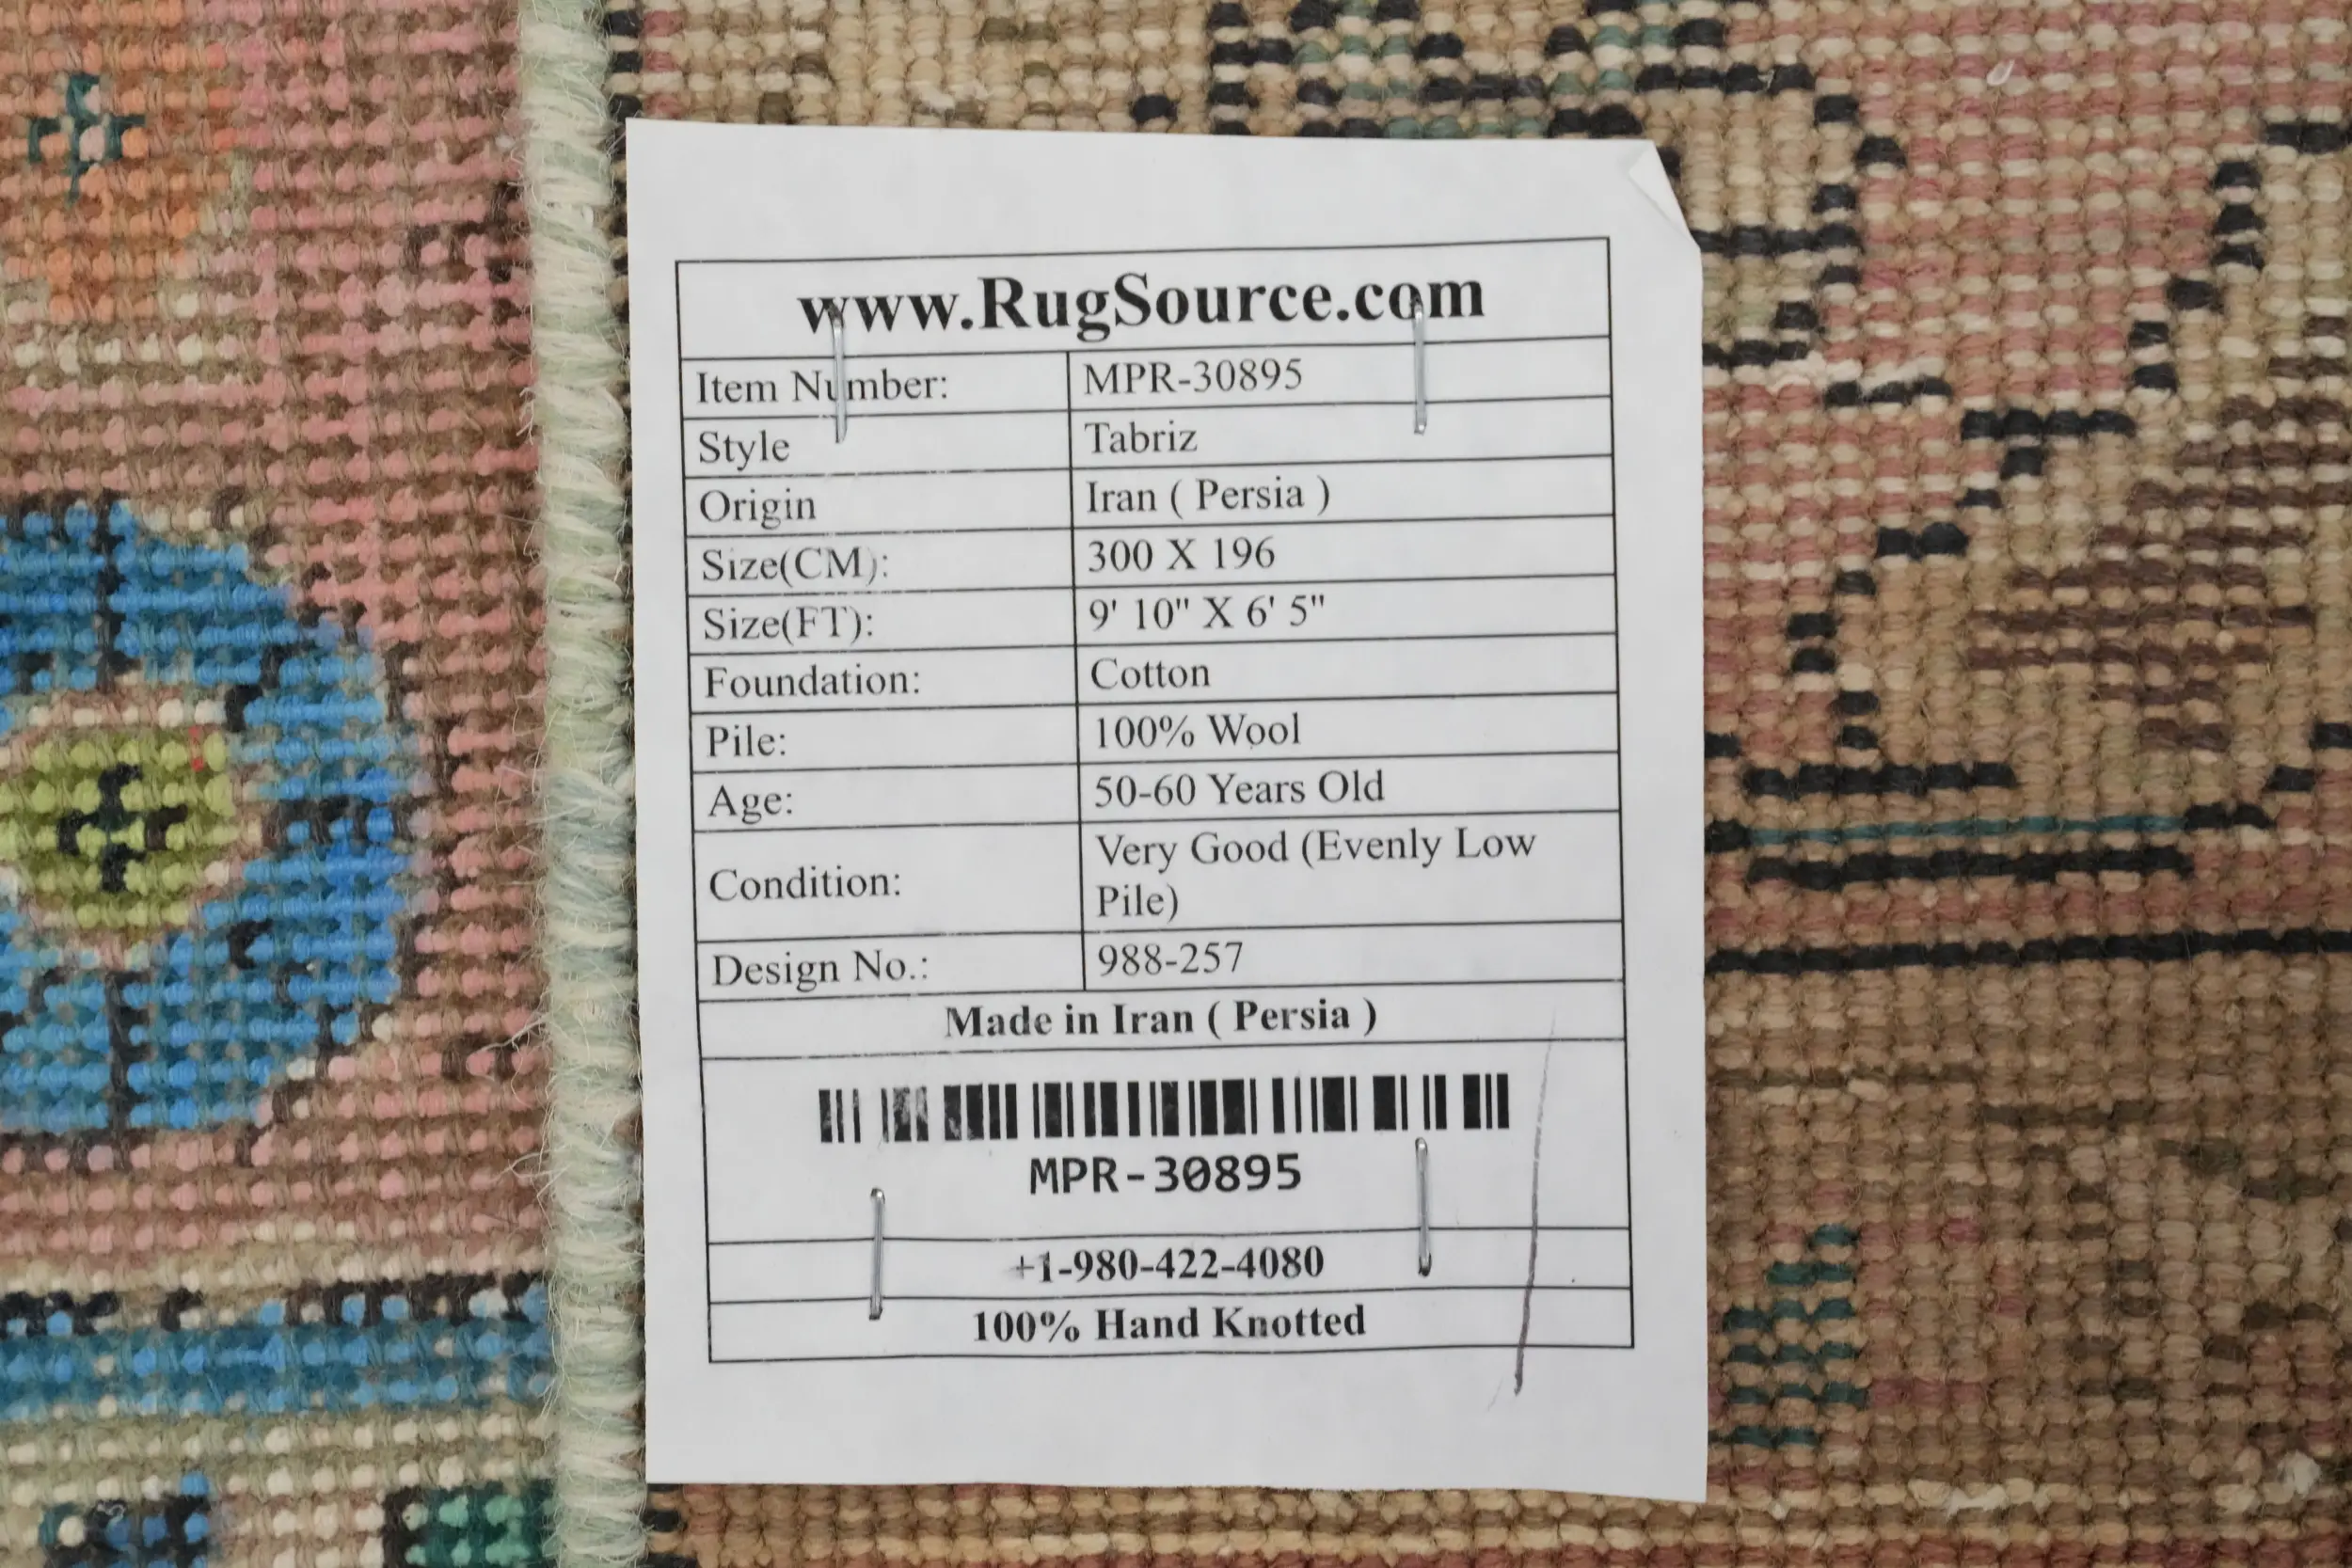 www.RugSource.com
Item Number: MPR-30895
Style Tabriz
Origin Iran ( Persia )
Size(CM): 300 X 196
Size(FT): 9' 10" X 6' 5"
Foundation: Cotton
Pile: 100% Wool
Age: 50-60 Years Old
Condition: Very Good (Evenly Low
Pile)
Design No.: 988-257
Made in Iran ( Persia )
MPR-30895
+1-980-422-4080
100% Hand Knotted